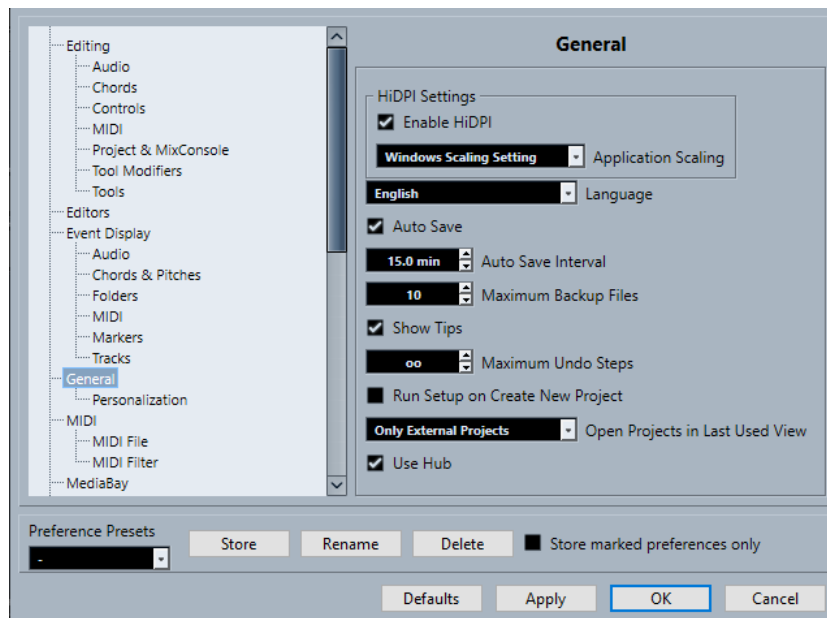 Editing
Audio
Chords
Controls
MIDI
Project & MixConsole
Tool Modifiers
Tools
Editors
Event Display
Audio
Chords & Pitches
Folders
MIDI
Markers
Tracks
General
Personalization
MIDI
MIDI File
MIDI Filter
MediaBay
General
HiDPI Settings
Enable HiDPI
Windows Scaling Setting Application Scaling
English Language
Auto Save
15.0 min Auto Save Interval
10 Maximum Backup Files
Show Tips
oo Maximum Undo Steps
Run Setup on Create New Project
Only External Projects Open Projects in Last Used View
Use Hub
Preference Presets
-
Store Rename Delete Store marked preferences only
Defaults Apply OK Cancel